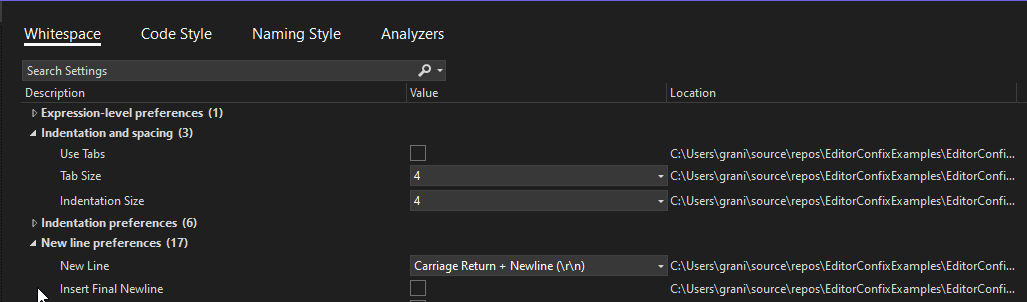 Whitespace Code Style Naming Style Analyzers
Search Settings
Description Value Location
Expression-level preferences (1)
Indentation and spacing (3)
Use Tabs C:\Users\grani\source\repos\EditorConfixExamples\EditorConfi...
Tab Size 4 C:\Users\grani\source\repos\EditorConfixExamples\EditorConfi...
Indentation Size 4 C:\Users\grani\source\repos\EditorConfixExamples\EditorConfi...
Indentation preferences (6)
New line preferences (17)
New Line Carriage Return + Newline (\r\n) C:\Users\grani\source\repos\EditorConfixExamples\EditorConfi...
Insert Final Newline C:\Users\grani\source\repos\EditorConfixExamples\EditorConfi...